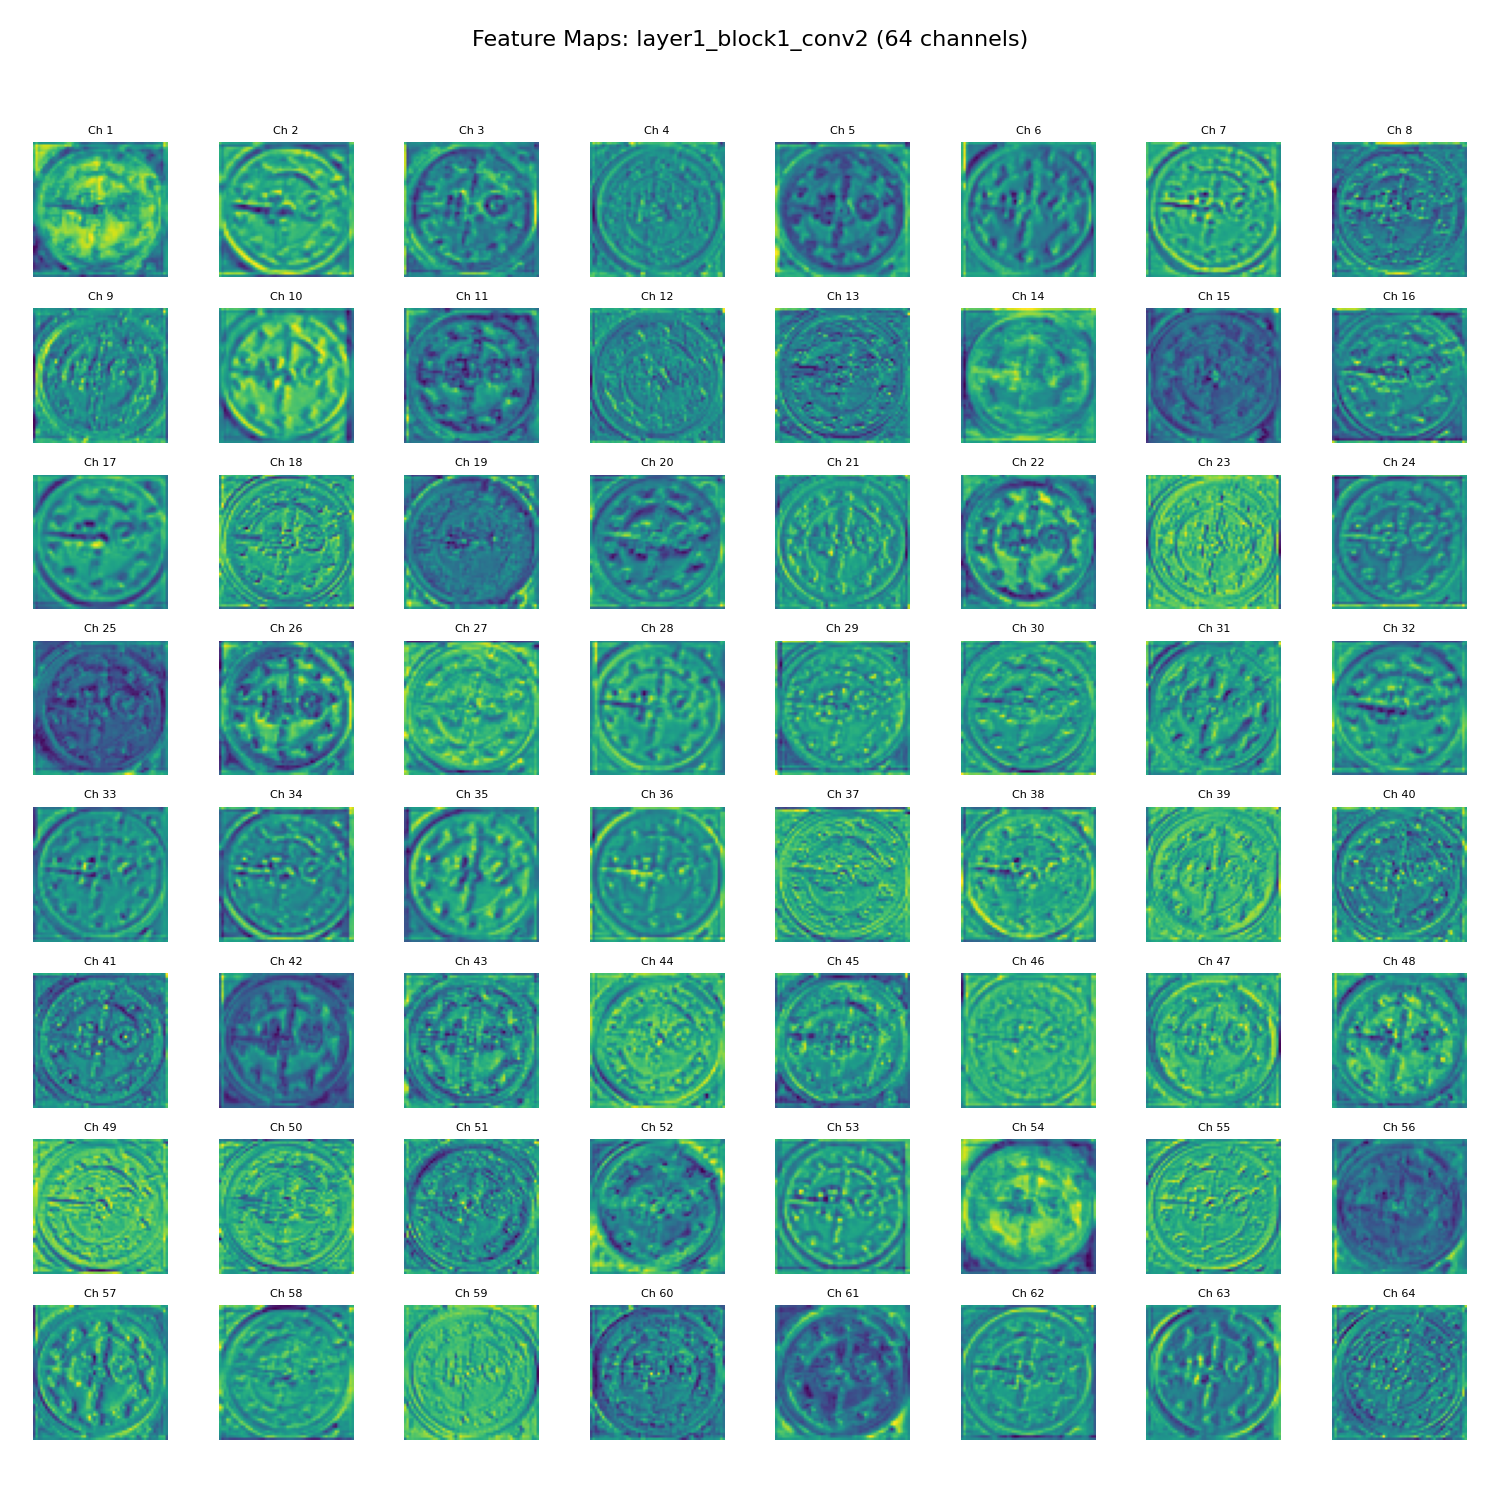 Feature Maps: layer1_block1_conv2 (64 channels)
Ch 1 Ch 2 Ch 3 Ch 4 Ch 5 Ch 6 Ch 7 Ch 8
Ch 9 Ch 10 Ch 11 Ch 12 Ch 13 Ch 14 Ch 15 Ch 16
Ch 17 Ch 18 Ch 19 Ch 20 Ch 21 Ch 22 Ch 23 Ch 24
Ch 25 Ch 26 Ch 27 Ch 28 Ch 29 Ch 30 Ch 31 Ch 32
Ch 33 Ch 34 Ch 35 Ch 36 Ch 37 Ch 38 Ch 39 Ch 40
Ch 41 Ch 42 Ch 43 Ch 44 Ch 45 Ch 46 Ch 47 Ch 48
Ch 49 Ch 50 Ch 51 Ch 52 Ch 53 Ch 54 Ch 55 Ch 56
Ch 57 Ch 58 Ch 59 Ch 60 Ch 61 Ch 62 Ch 63 Ch 64